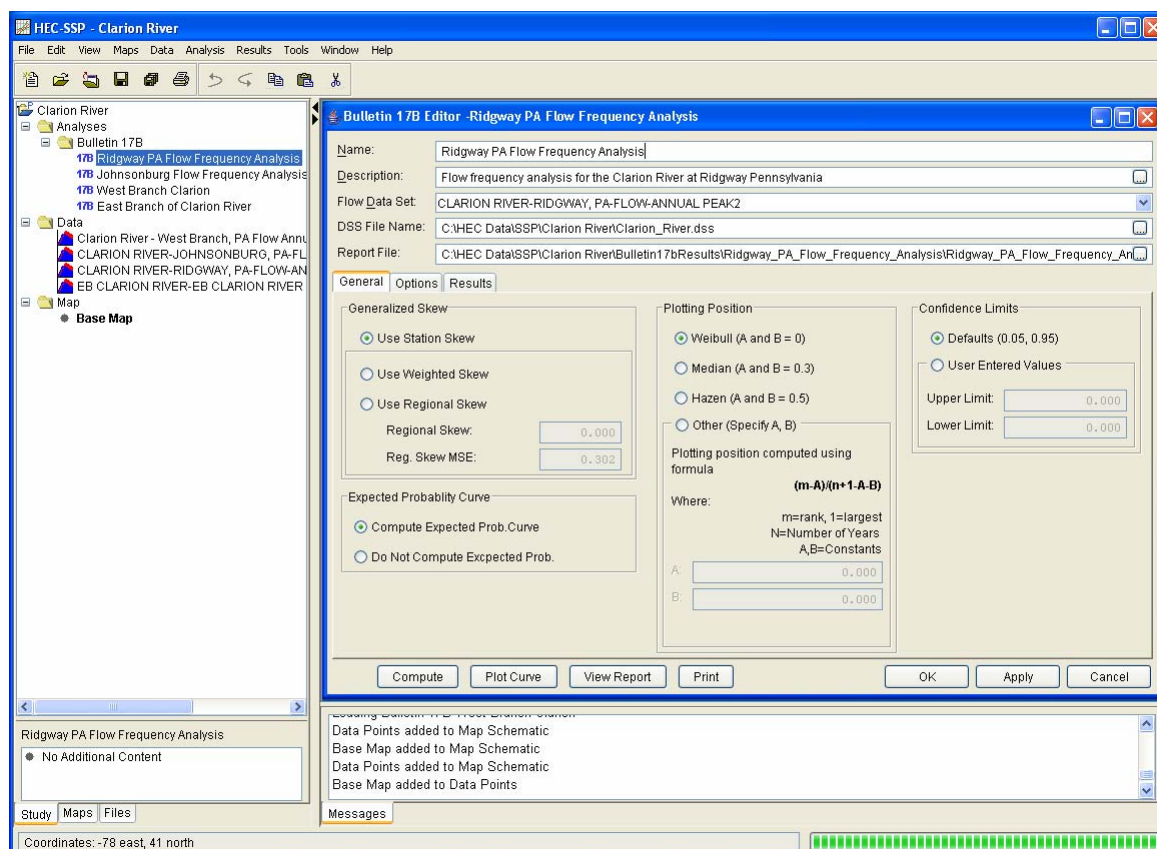 HEC-SSP - Clarion River
File Edit View Maps Data Analysis Results Tools Window Help
Clarion River
Analyses
Bulletin 17B
17B Ridgway PA Flow Frequency Analysis
17B Johnsonburg Flow Frequency Analysis
17B West Branch Clarion
17B East Branch of Clarion River
Data
Clarion River - West Branch, PA Flow Annu
CLARION RIVER-JOHNSONBURG, PA-FL
CLARION RIVER-RIDGWAY, PA-FLOW-AN
EB CLARION RIVER-EB CLARION RIVER
Map
Base Map
Ridgway PA Flow Frequency Analysis
No Additional Content
Study Maps Files
Bulletin 17B Editor -Ridgway PA Flow Frequency Analysis
Name: Ridgway PA Flow Frequency Analysis
Description: Flow frequency analysis for the Clarion River at Ridgway Pennsylvania ...
Flow Data Set: CLARION RIVER-RIDGWAY, PA-FLOW-ANNUAL PEAK2
DSS File Name: C:\HEC Data\SSP\Clarion River\Clarion_River.dss ...
Report File: C:\HEC Data\SSP\Clarion River\Bulletin17bResults\Ridgway_PA_Flow_Frequency_Analysis\Ridgway_PA_Flow_Frequency_An ...
General Options Results
Generalized Skew
Use Station Skew
Use Weighted Skew
Use Regional Skew
Regional Skew: 0.000
Reg. Skew MSE: 0.302
Expected Probablity Curve
Compute Expected Prob.Curve
Do Not Compute Excpected Prob.
Plotting Position
Weibull (A and B = 0)
Median (A and B = 0.3)
Hazen (A and B = 0.5)
Other (Specify A, B)
Plotting position computed using
formula
(m-A)/(n+1-A-B)
Where:
m=rank, 1=largest
N=Number of Years
A,B=Constants
A: 0.000
B: 0.000
Confidence Limits
Defaults (0.05, 0.95)
User Entered Values
Upper Limit: 0.000
Lower Limit: 0.000
Compute Plot Curve View Report Print OK Apply Cancel
Data Points added to Map Schematic
Base Map added to Map Schematic
Data Points added to Map Schematic
Base Map added to Data Points
Messages
Coordinates: -78 east, 41 north